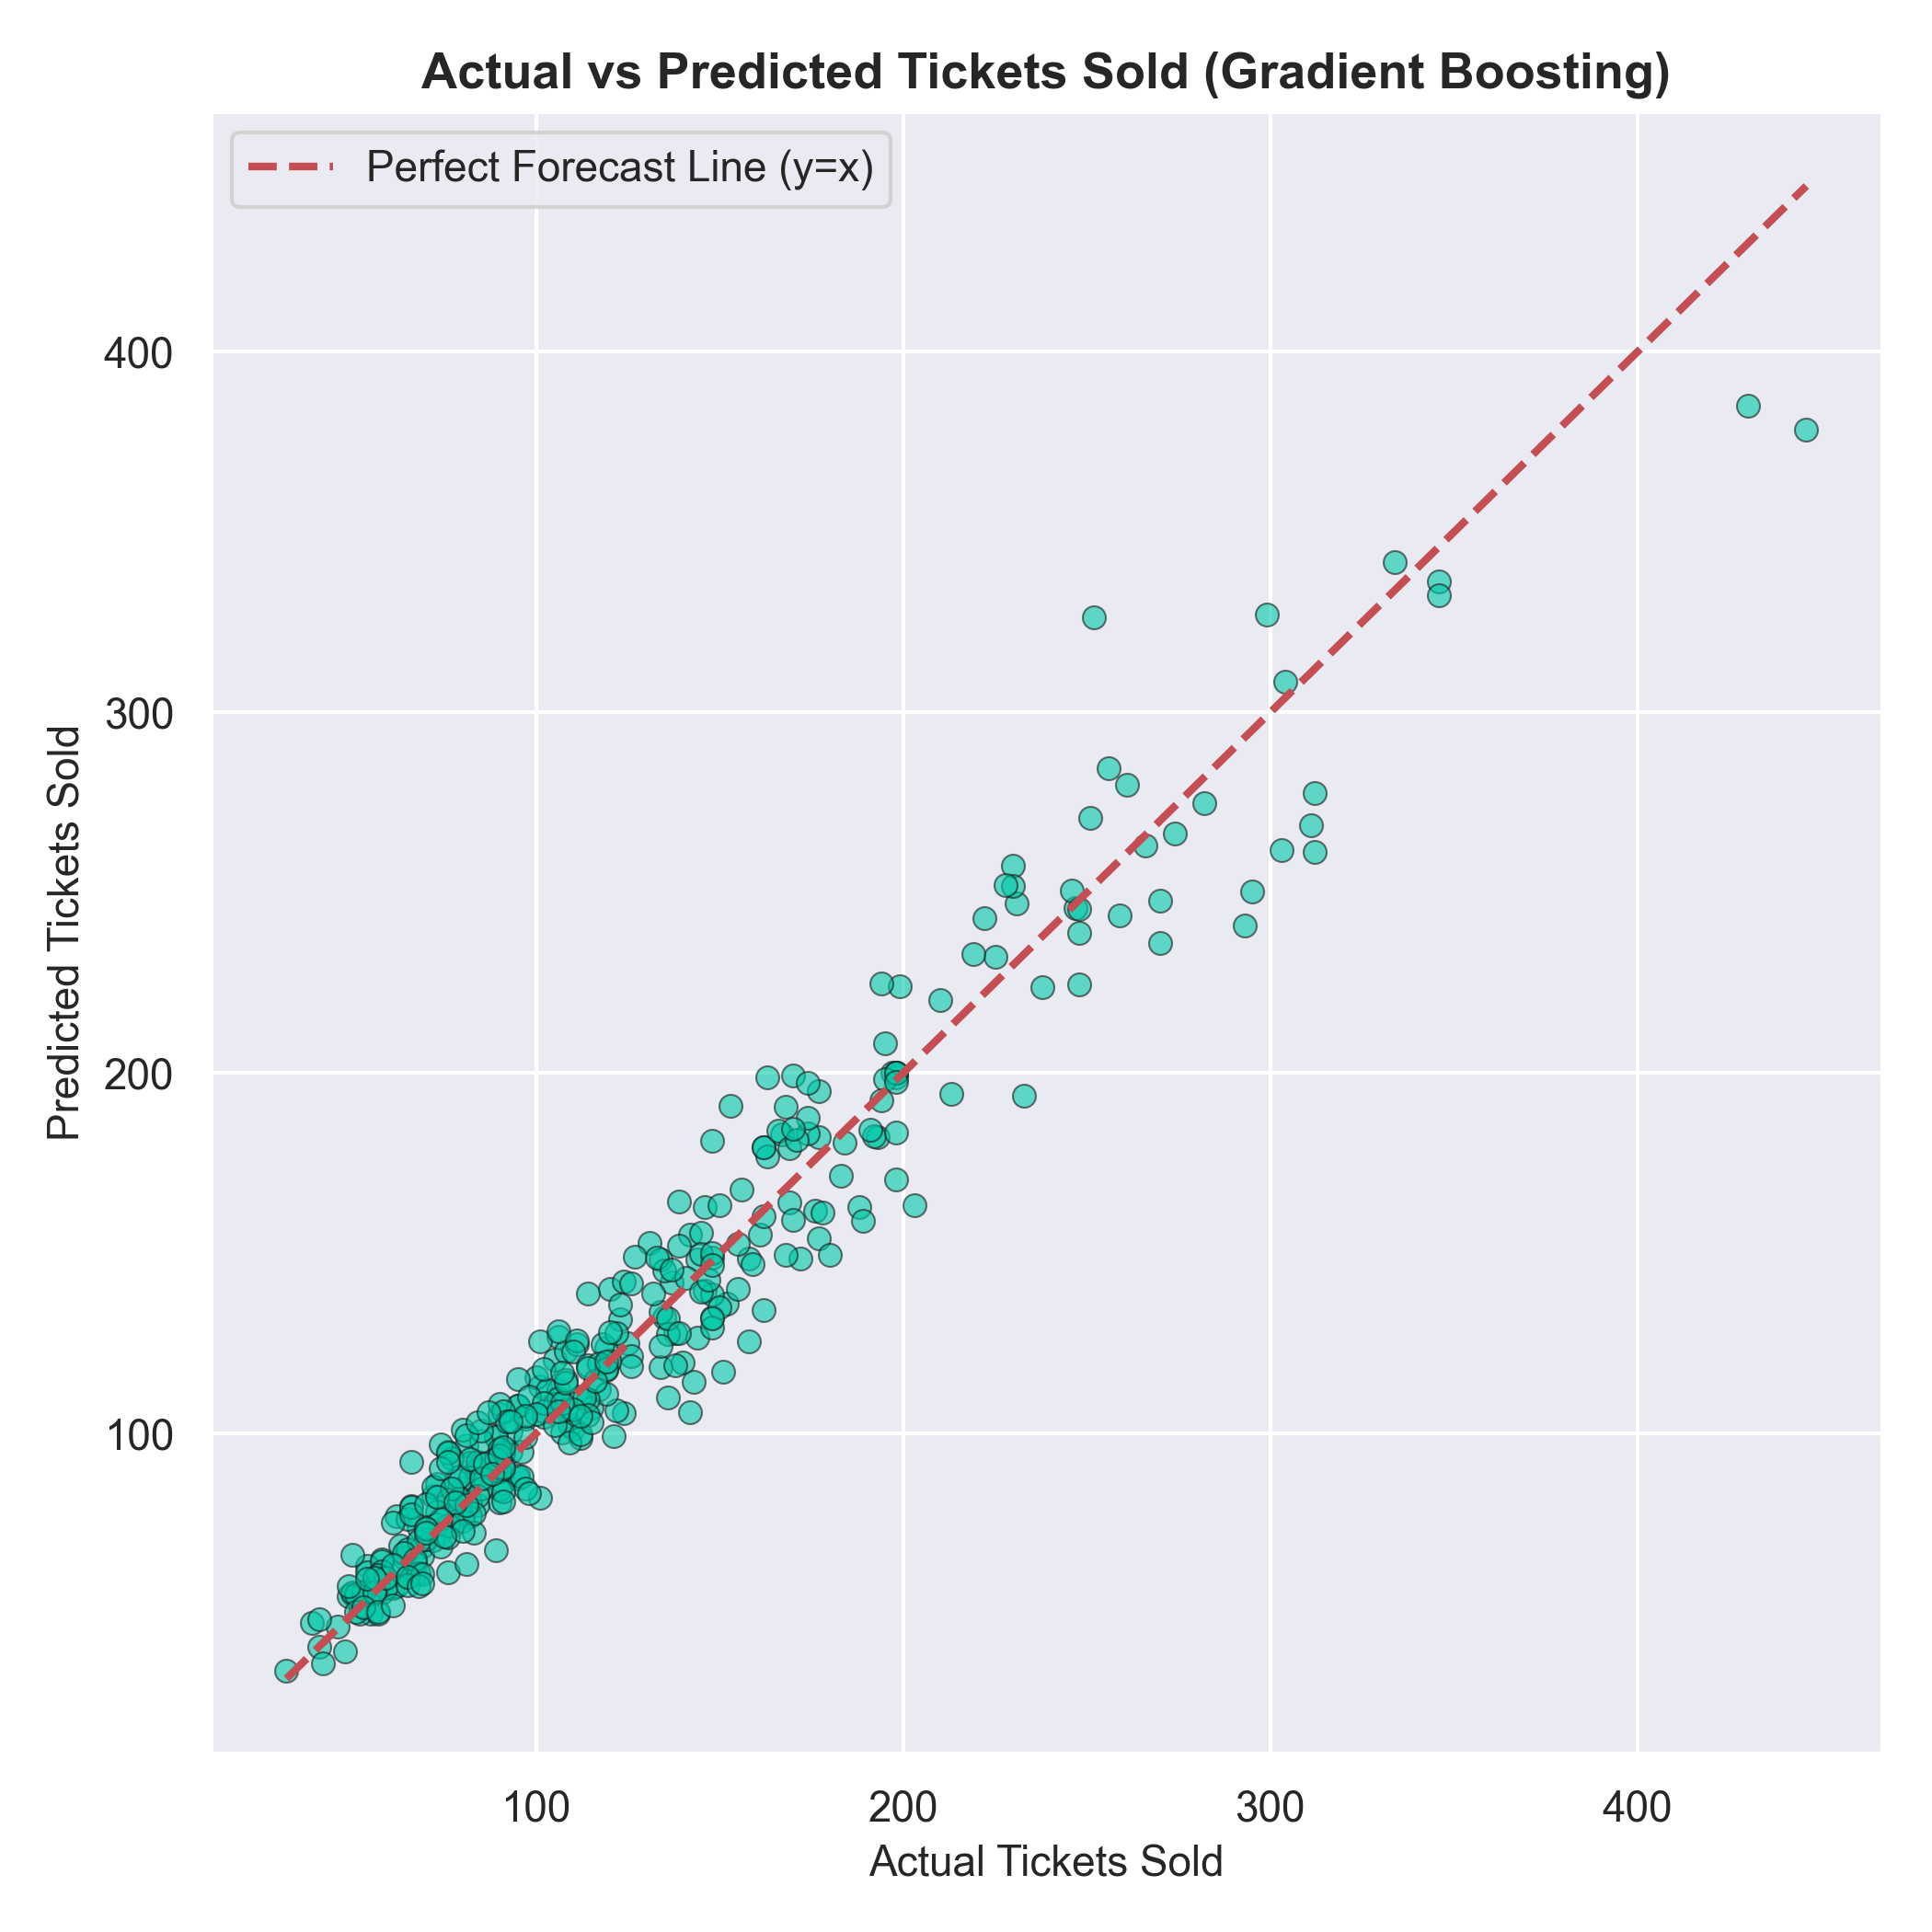 Actual vs Predicted Tickets Sold (Gradient Boosting)
Perfect Forecast Line (y=x)
400
300
200
100
Predicted Tickets Sold
100
200
300
400
Actual Tickets Sold